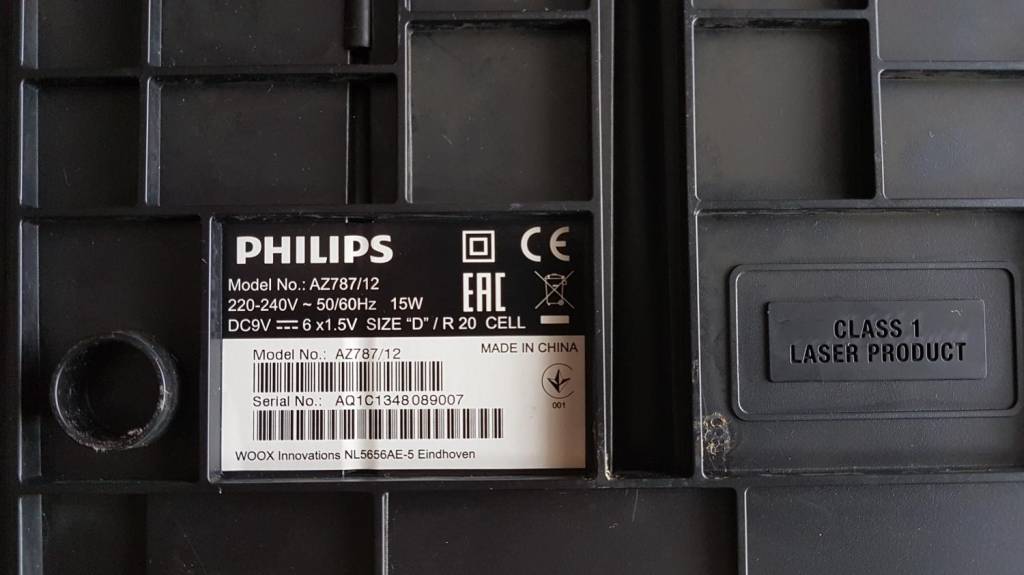 PHILIPS
CE
Model No.: AZ787/12
EAC
220-240V ~ 50/60Hz 15W
DC9V ⎓ 6 x1.5V SIZE "D" / R 20 CELL
Model No.: AZ787/12
MADE IN CHINA
Serial No.: AQ1C1348089007
001
WOOX Innovations NL5656AE-5 Eindhoven
CLASS 1
LASER PRODUCT